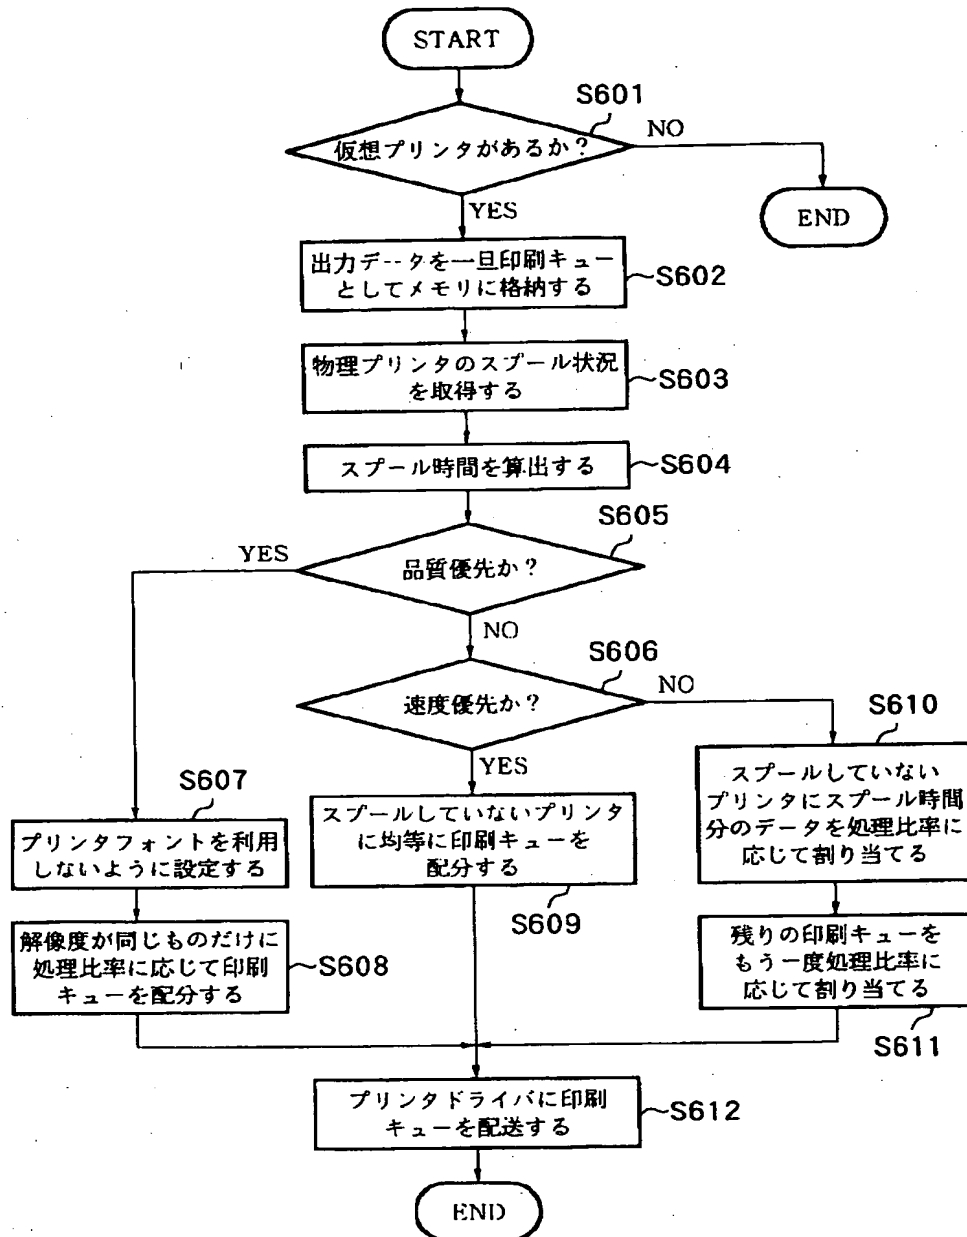 START
S601
仮想プリンタがあるか?
NO
END
YES
出力データを一旦印刷キュー
としてメモリに格納する
S602
物理プリンタのスプール状況
を取得する
S603
スプール時間を算出する
S604
S605
YES
品質優先か?
NO
S606
速度優先か?
NO
YES
S610
スプールしていない
プリンタにスプール時間
分のデータを処理比率に
応じて割り当てる
S607
プリンタフォントを利用
しないように設定する
スプールしていないプリンタ
に均等に印刷キューを
配分する
S609
解像度が同じものだけに
処理比率に応じて印刷
キューを配分する
S608
残りの印刷キューを
もう一度処理比率に
応じて割り当てる
S611
プリンタドライバに印刷
キューを配送する
S612
END